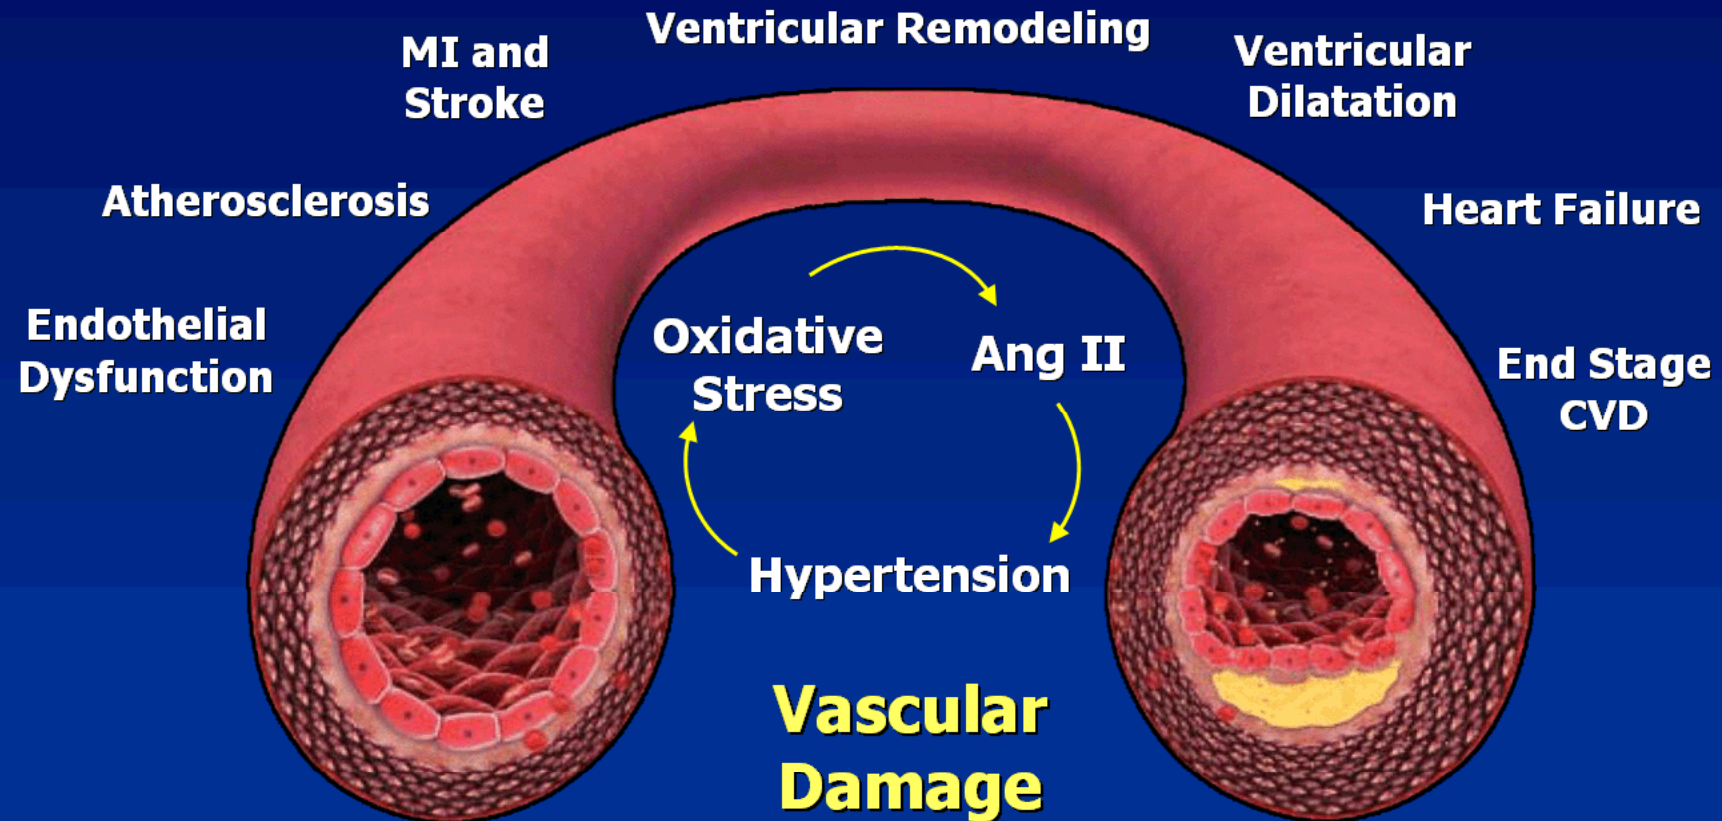 Ventricular Remodeling
MI and
Stroke
Ventricular
Dilatation
Atherosclerosis
Heart Failure
Endothelial
Dysfunction
Oxidative
Stress
Ang II
End Stage
CVD
Hypertension
Vascular
Damage